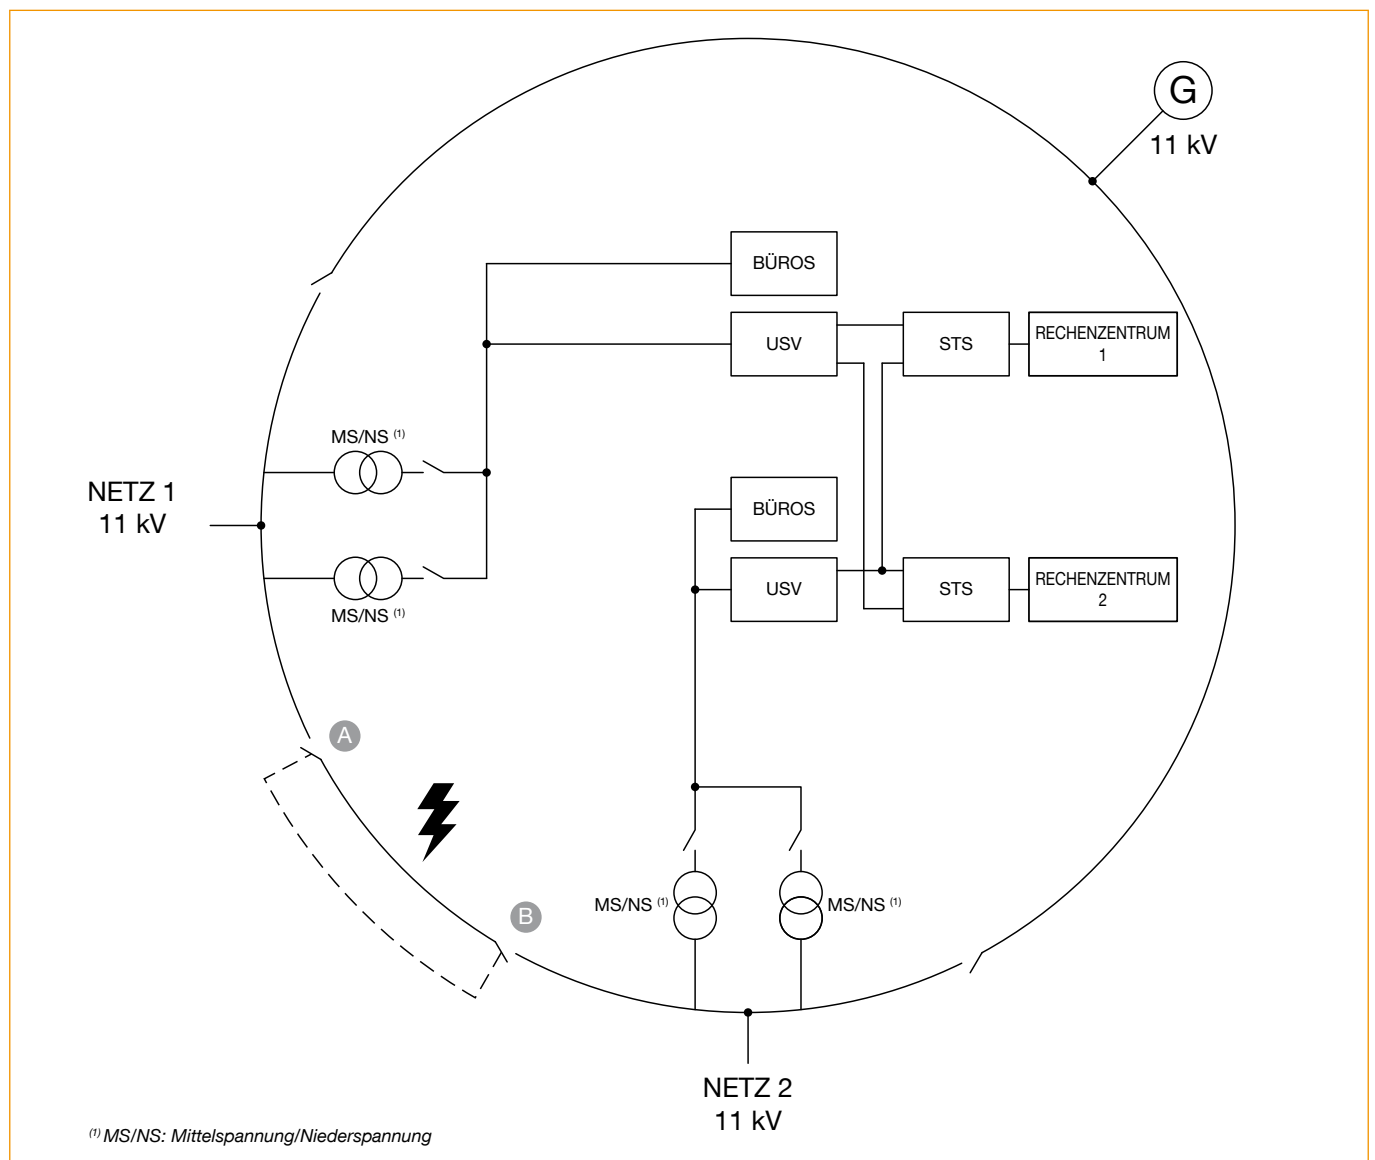 G
11 kV
BÜROS
USV
STS
RECHENZENTRUM
1
MS/NS (1)
NETZ 1
11 kV
MS/NS (1)
BÜROS
USV
STS
RECHENZENTRUM
2
A
B
MS/NS (1)
MS/NS (1)
NETZ 2
11 kV
(1) MS/NS: Mittelspannung/Niederspannung